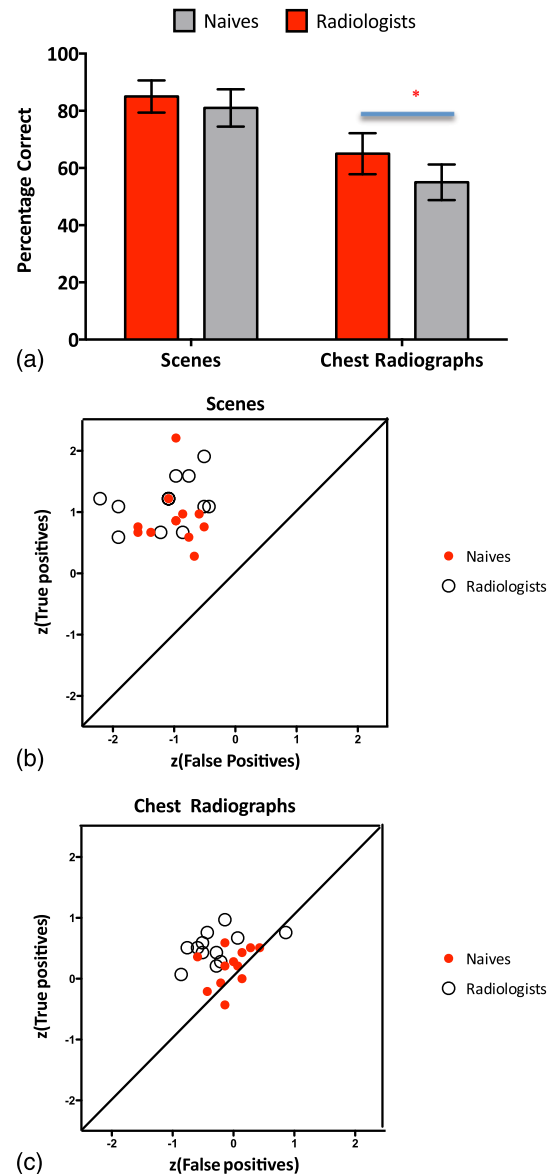 Naives Radiologists
100
80
60
40
20
0
Percentage Correct
*
Scenes Chest Radiographs
(a)
Scenes
2
1
0
-1
-2
z(True positives)
-2 -1 0 1 2
z(False Positives)
Naives
Radiologists
(b)
Chest Radiographs
2
1
0
-1
-2
z(True positives)
-2 -1 0 1 2
z(False positives)
Naives
Radiologists
(c)